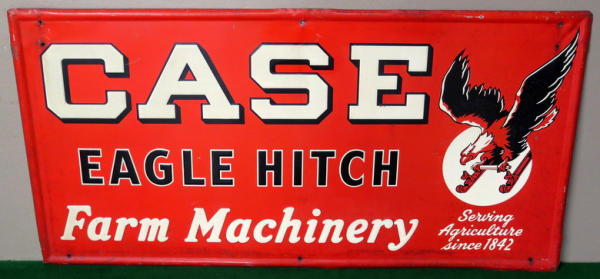 CASE
EAGLE HITCH
Farm Machinery
Serving
Agriculture
since 1842